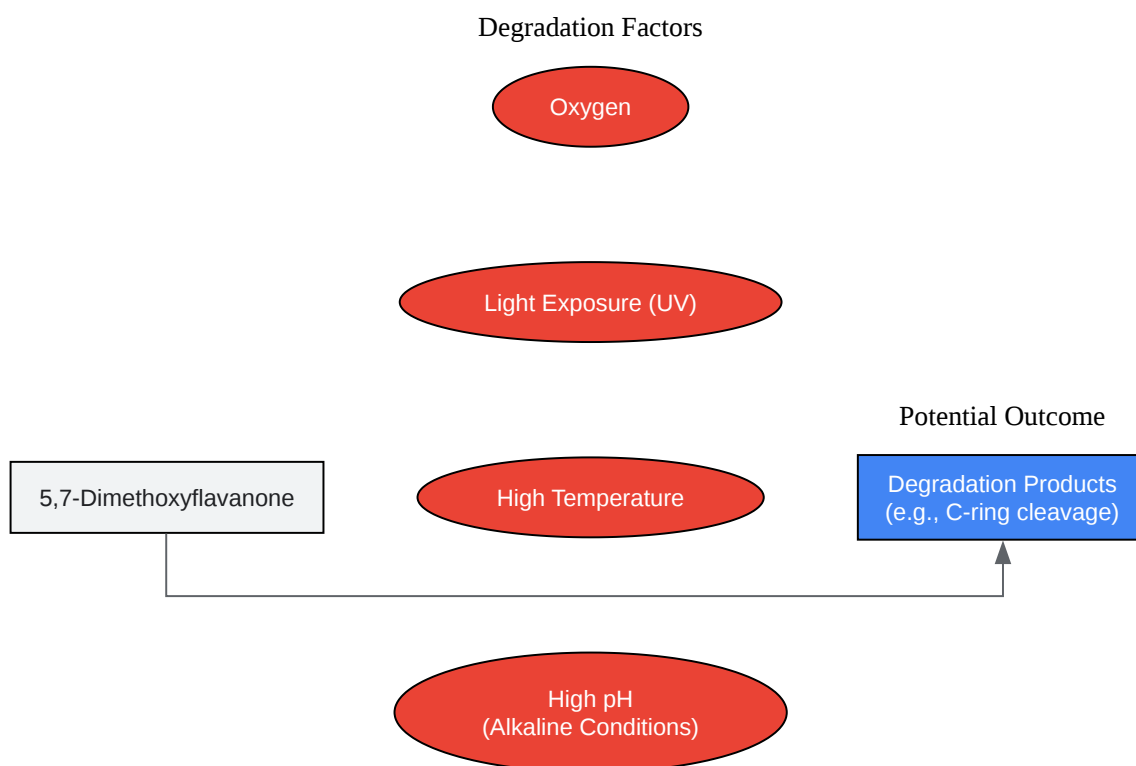 Degradation Factors
Oxygen
Light Exposure (UV)
Potential Outcome
5,7-Dimethoxyflavanone
High Temperature
Degradation Products
(e.g., C-ring cleavage)
High pH
(Alkaline Conditions)